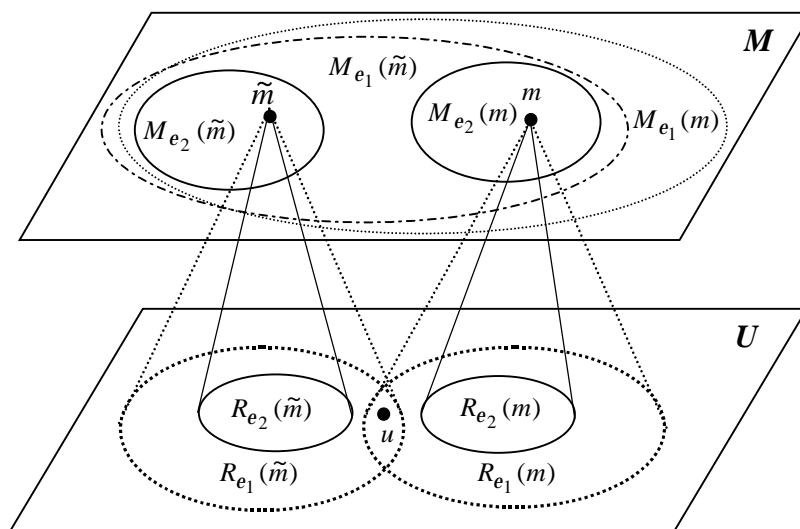 M
M_{e_1}(m̃)
m̃
m
M_{e_2}(m̃)
M_{e_2}(m)
M_{e_1}(m)
U
R_{e_2}(m̃)
R_{e_2}(m)
u
R_{e_1}(m̃)
R_{e_1}(m)